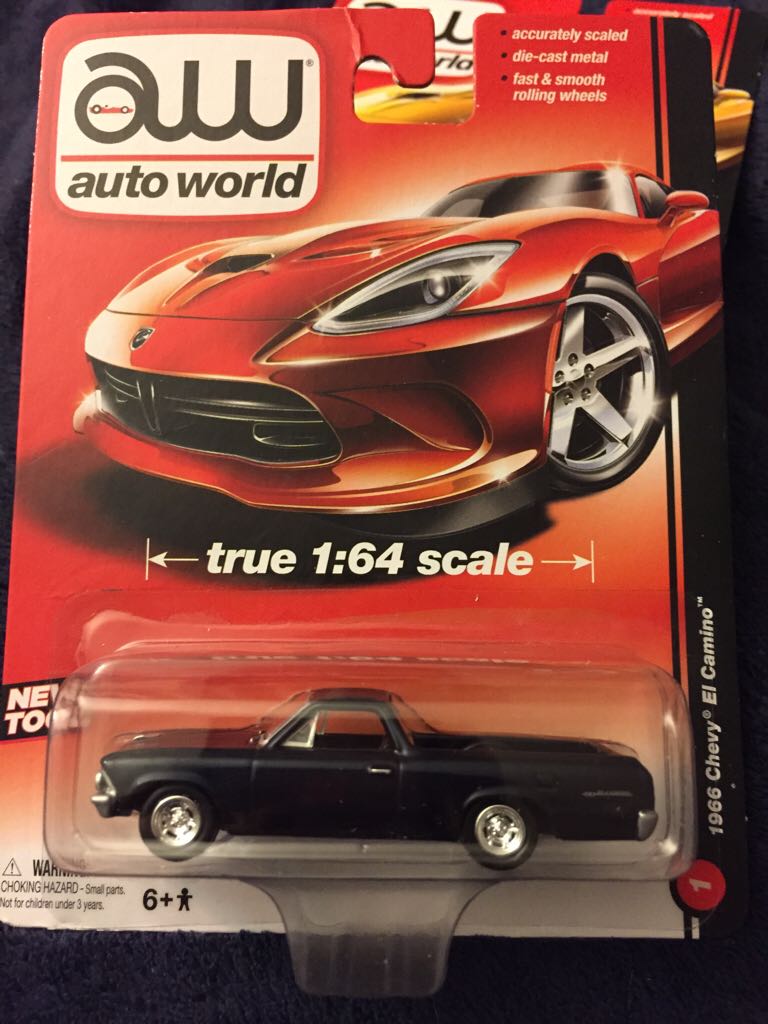 aw®
auto world
• accurately scaled
• die-cast metal
• fast & smooth
rolling wheels
true 1:64 scale
1966 Chevy® El Camino™
1
CHOKING HAZARD - Small parts.
Not for children under 3 years.
6+